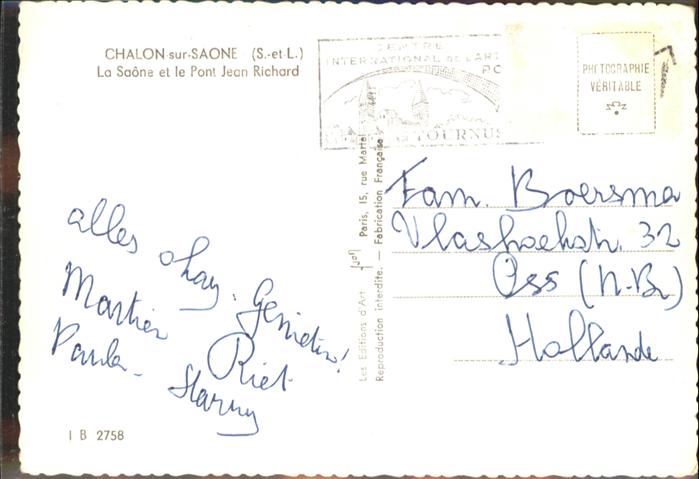 CHALON-sur-SAONE (S.-et-L.)
La Saône et le Pont Jean Richard
CENTRE
INTERNATIONAL de L'ART
TOURNUS
PHOTOGRAPHIE
VÉRITABLE
Les Editions d'Art Paris, 15, rue Martel
Reproduction interdite. — Fabrication Française
Fam. Boersma
32
Oss (N-Br)
Hollande
alles okay. Genieten!
Martien Riet
Paula - Harry
I B 2758